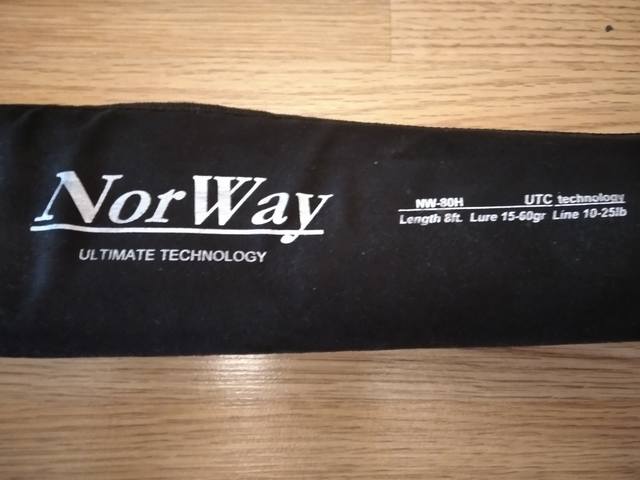 NorWay
ULTIMATE TECHNOLOGY
NW-80H UTC technology
Length 8ft. Lure 15-60gr Line 10-25lb